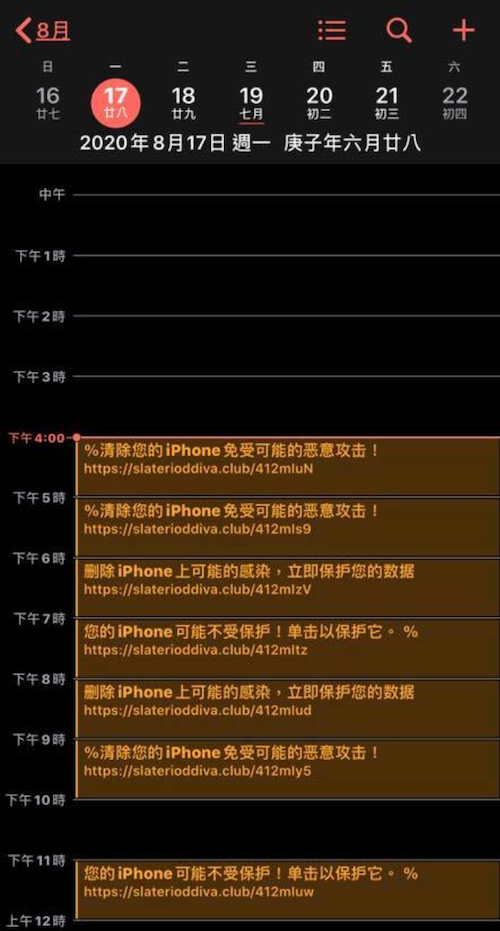 8月
日 一 二 三 四 五 六
16 17 18 19 20 21 22
廿七 廿八 廿九 七月 初二 初三 初四
2020年8月17日 週一 庚子年六月廿八
中午
下午1時
下午2時
下午3時
下午4:00
%清除您的iPhone免受可能的恶意攻击！
https://slaterioddiva.club/412mluN
下午5時
%清除您的iPhone免受可能的恶意攻击！
https://slaterioddiva.club/412mls9
下午6時
删除iPhone上可能的感染，立即保护您的数据
https://slaterioddiva.club/412mlzV
下午7時
您的iPhone可能不受保护！单击以保护它。 %
https://slaterioddiva.club/412mltz
下午8時
删除iPhone上可能的感染，立即保护您的数据
https://slaterioddiva.club/412mlud
下午9時
%清除您的iPhone免受可能的恶意攻击！
https://slaterioddiva.club/412mly5
下午10時
下午11時
您的iPhone可能不受保护！单击以保护它。 %
https://slaterioddiva.club/412mluw
上午12時